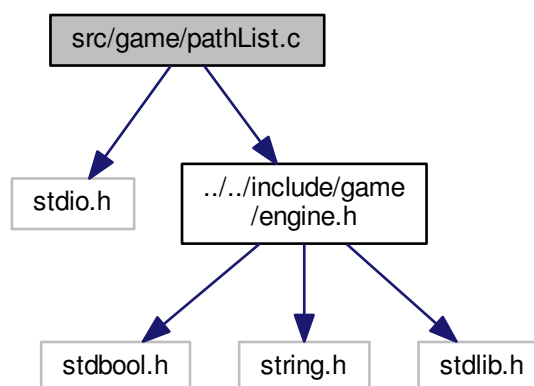 src/game/pathList.c
stdio.h
../../include/game
/engine.h
stdbool.h
string.h
stdlib.h